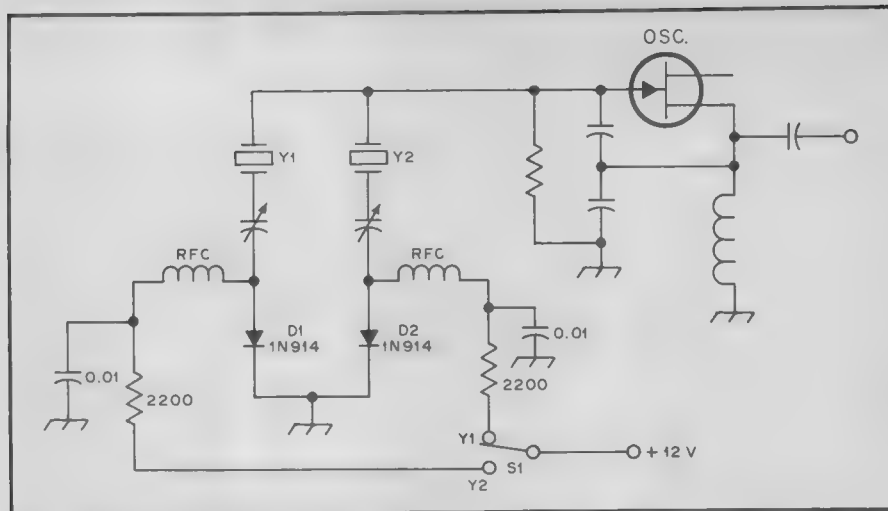 OSC.
Y1
Y2
RFC
RFC
D1
1N914
D2
1N914
0.01
0.01
2200
2200
Y1
S1
+12 V
Y2